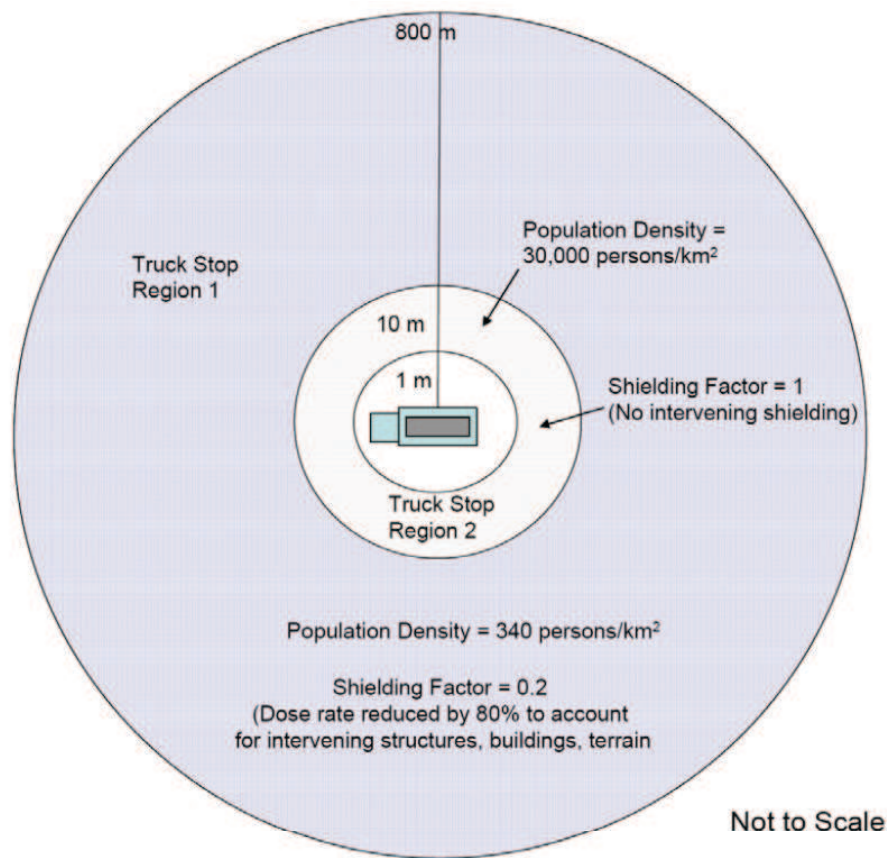 800 m
Population Density =
30,000 persons/km²
Truck Stop
Region 1
10 m
1 m
Shielding Factor = 1
(No intervening shielding)
Truck Stop
Region 2
Population Density = 340 persons/km²
Shielding Factor = 0.2
(Dose rate reduced by 80% to account
for intervening structures, buildings, terrain
Not to Scale